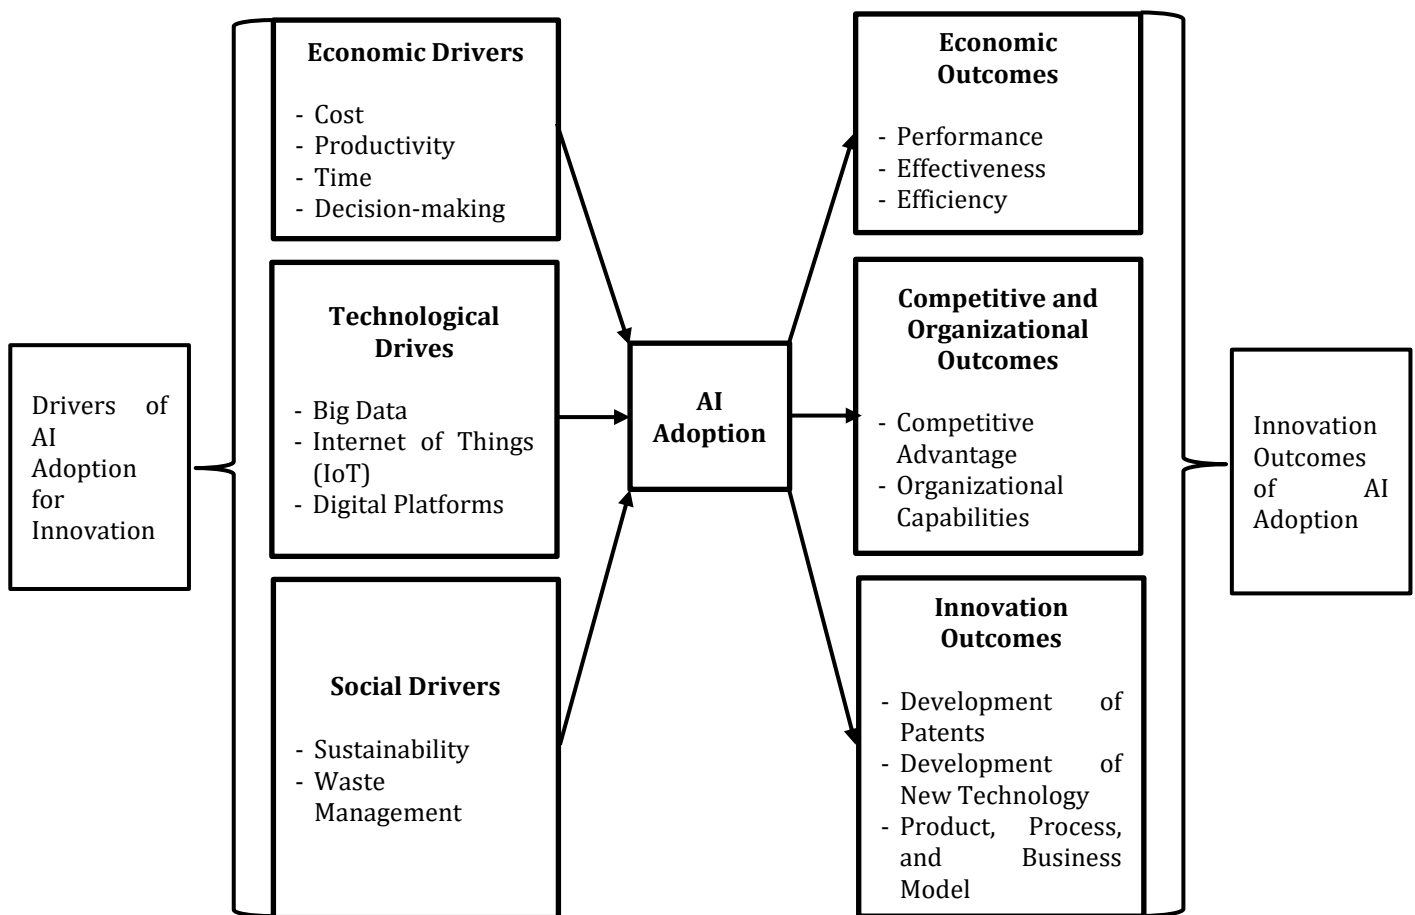 Drivers of
AI
Adoption
for
Innovation
Economic Drivers
- Cost
- Productivity
- Time
- Decision-making
Technological
Drives
- Big Data
- Internet of Things
(IoT)
- Digital Platforms
Social Drivers
- Sustainability
- Waste
Management
AI
Adoption
Economic
Outcomes
- Performance
- Effectiveness
- Efficiency
Competitive and
Organizational
Outcomes
- Competitive
Advantage
- Organizational
Capabilities
Innovation
Outcomes
- Development of
Patents
- Development of
New Technology
- Product, Process,
and Business
Model
Innovation
Outcomes
of AI
Adoption